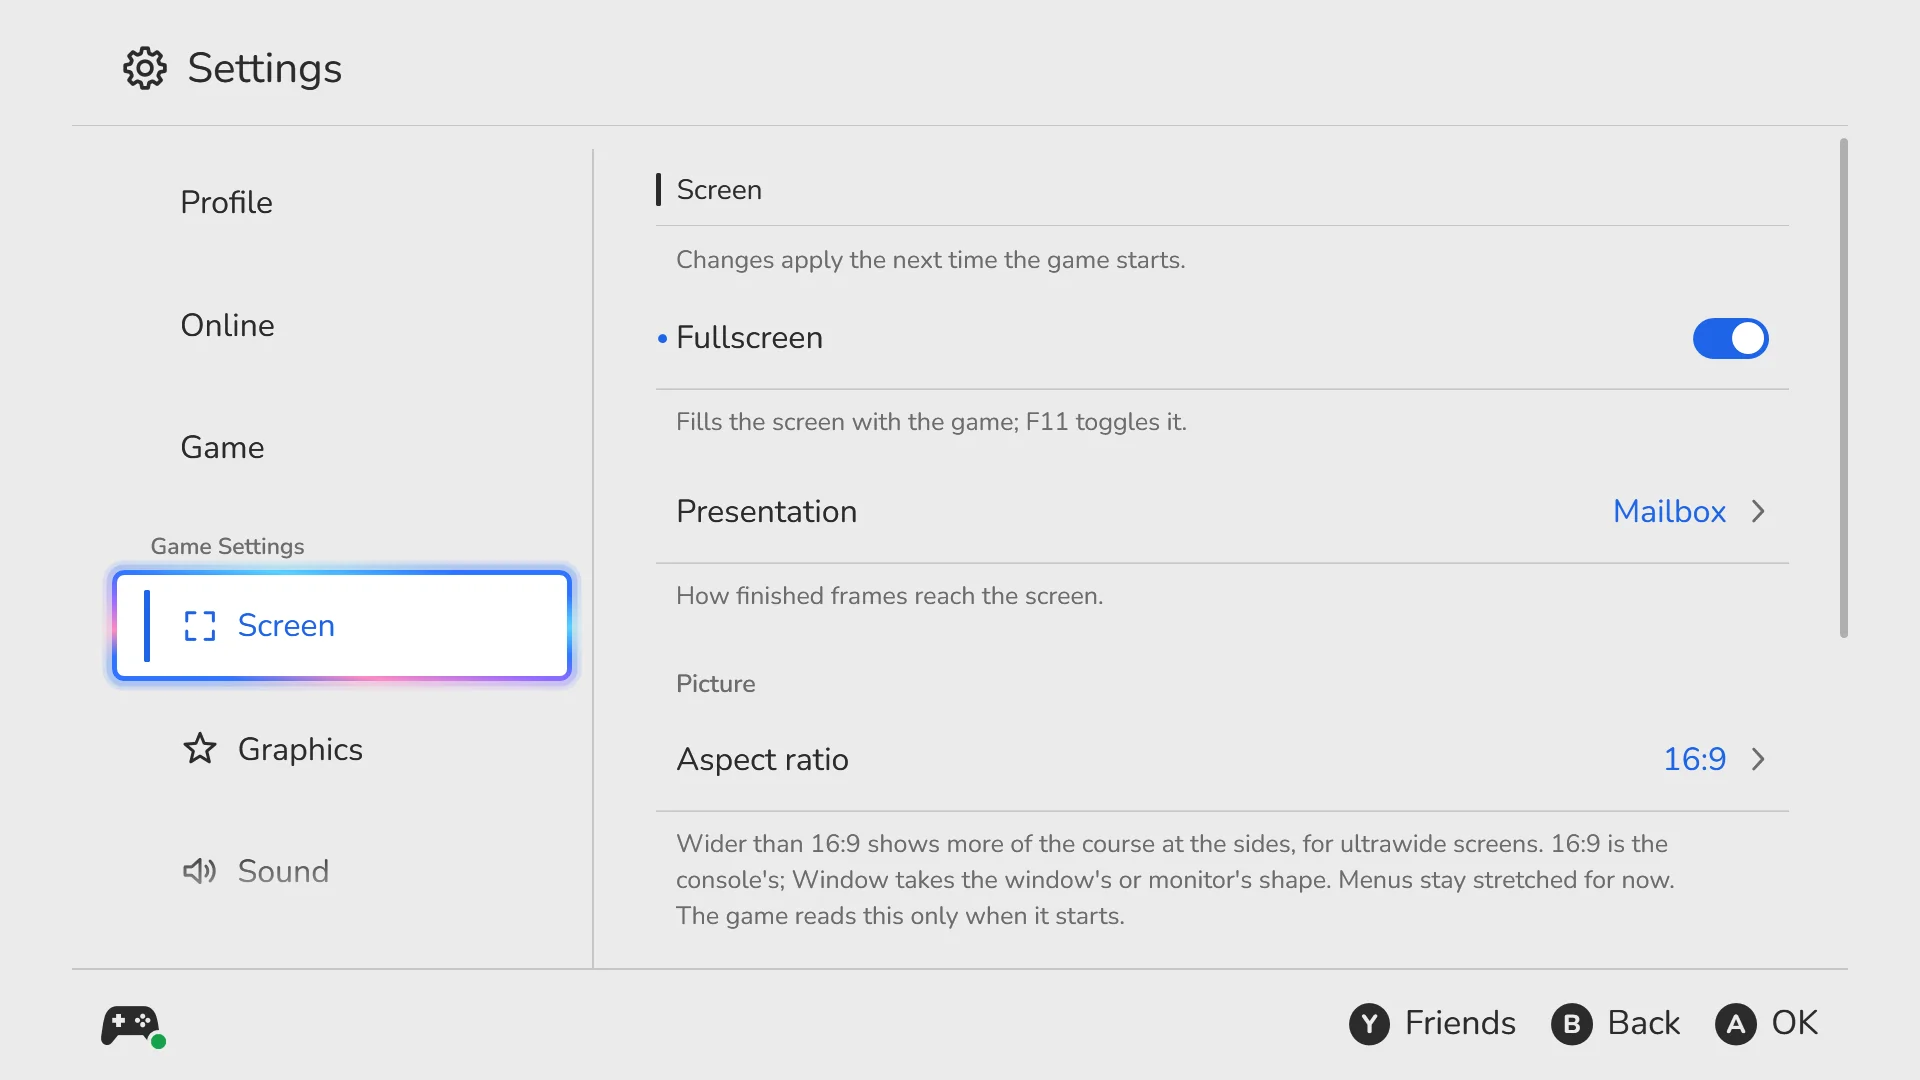 Settings
Profile
Online
Game
Game Settings
Screen
Graphics
Sound
Screen
Changes apply the next time the game starts.
Fullscreen
Fills the screen with the game; F11 toggles it.
Presentation
Mailbox
How finished frames reach the screen.
Picture
Aspect ratio
16:9
Wider than 16:9 shows more of the course at the sides, for ultrawide screens. 16:9 is the
console's; Window takes the window's or monitor's shape. Menus stay stretched for now.
The game reads this only when it starts.
Y Friends B Back A OK